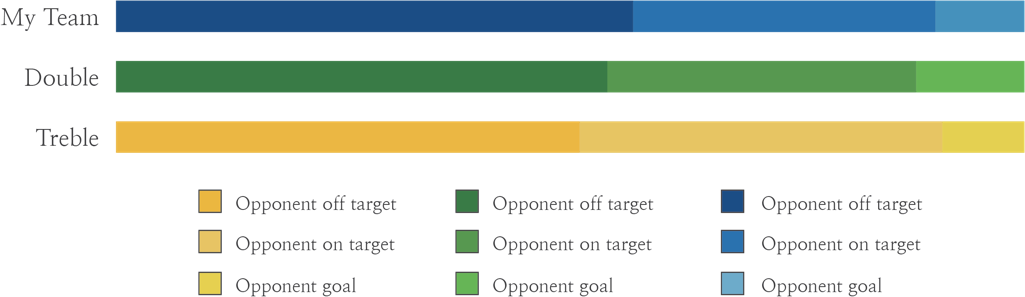 My Team
Double
Treble
Opponent off target Opponent off target Opponent off target
Opponent on target Opponent on target Opponent on target
Opponent goal Opponent goal Opponent goal